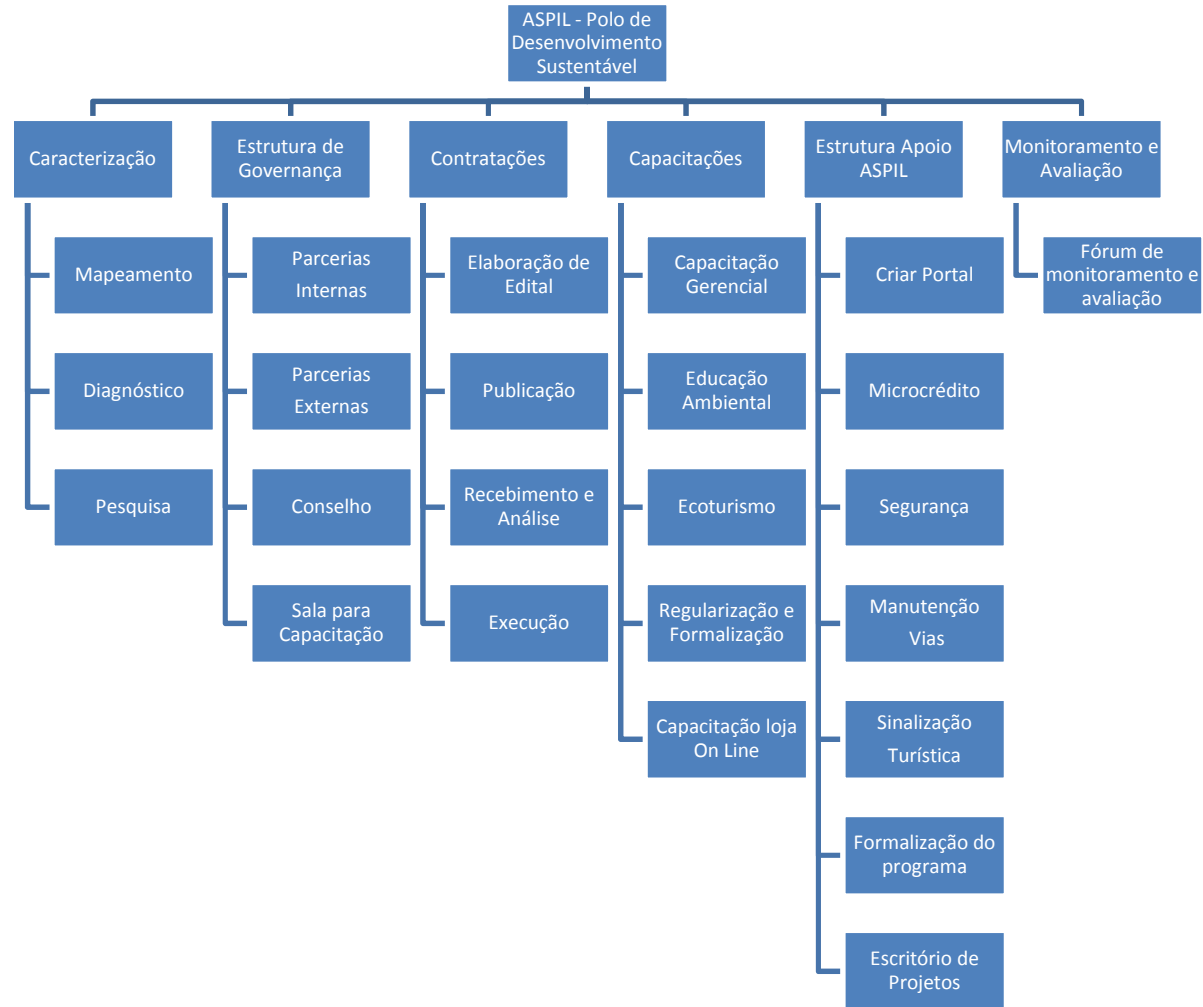 ASPIL - Polo de
Desenvolvimento
Sustentável
Caracterização
Mapeamento
Diagnóstico
Pesquisa
Estrutura de
Governança
Parcerias
Internas
Parcerias
Externas
Conselho
Sala para
Capacitação
Contratações
Elaboração de
Edital
Publicação
Recebimento e
Análise
Execução
Capacitações
Capacitação
Gerencial
Educação
Ambiental
Ecoturismo
Regularização e
Formalização
Capacitação loja
On Line
Estrutura Apoio
ASPIL
Criar Portal
Microcrédito
Segurança
Manutenção
Vias
Sinalização
Turística
Formalização do
programa
Escritório de
Projetos
Monitoramento e
Avaliação
Fórum de
monitoramento e
avaliação